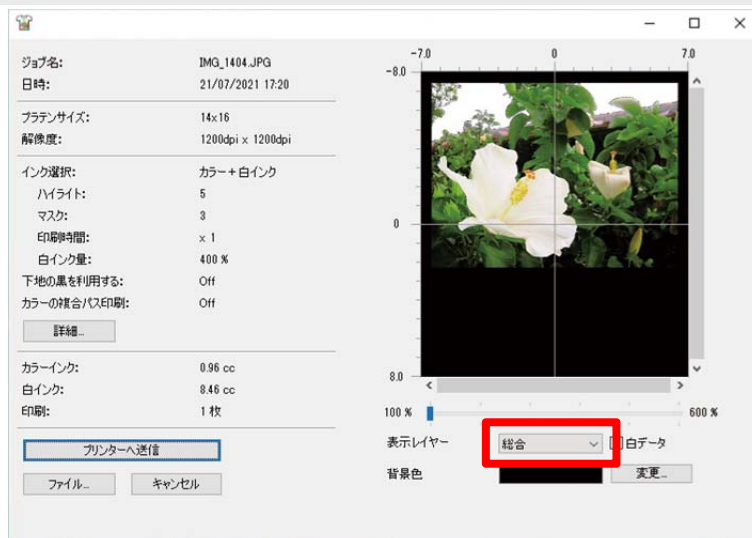 ジョブ名: IMG_1404.JPG
日時: 21/07/2021 17:20
プラテンサイズ: 14x16
解像度: 1200dpi x 1200dpi
インク選択: カラー+白インク
ハイライト: 5
マスク: 3
印刷時間: x 1
白インク量: 400 %
下地の黒を利用する: Off
カラーの複合パス印刷: Off
詳細...
カラーインク: 0.96 cc
白インク: 8.46 cc
印刷: 1 枚
プリンターへ送信
ファイル... キャンセル
-7.0 0 7.0
-8.0
0
8.0
100 % 600 %
表示レイヤー 総合 白データ
背景色 変更...